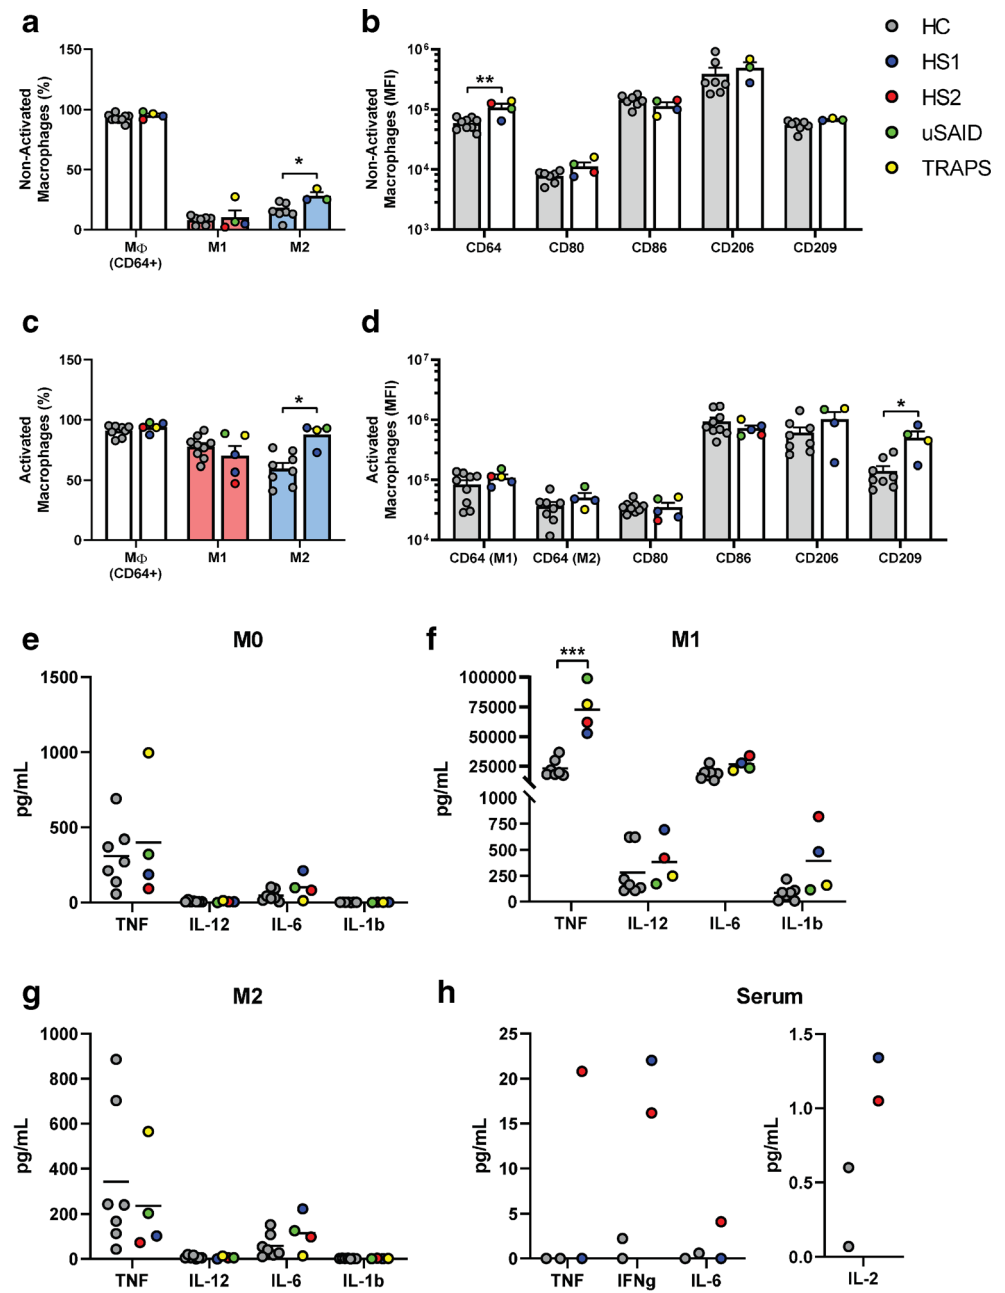 a
Non-Activated
Macrophages (%)
150
100
50
0
*
MΦ
(CD64+)
M1
M2
b
Non-Activated
Macrophages (MFI)
10⁶
10⁵
10⁴
10³
**
CD64
CD80
CD86
CD206
CD209
HC
HS1
HS2
uSAID
TRAPS
c
Activated
Macrophages (%)
150
100
50
0
*
MΦ
(CD64+)
M1
M2
d
Activated
Macrophages (MFI)
10⁷
10⁶
10⁵
10⁴
*
CD64 (M1)
CD64 (M2)
CD80
CD86
CD206
CD209
e
M0
pg/mL
1500
1000
500
0
TNF
IL-12
IL-6
IL-1b
f
M1
pg/mL
***
100000
75000
50000
25000
1000
750
500
250
0
TNF
IL-12
IL-6
IL-1b
g
M2
pg/mL
1000
800
600
400
200
0
TNF
IL-12
IL-6
IL-1b
h
Serum
pg/mL
25
20
15
10
5
0
TNF
IFNg
IL-6
pg/mL
1.5
1.0
0.5
0.0
IL-2